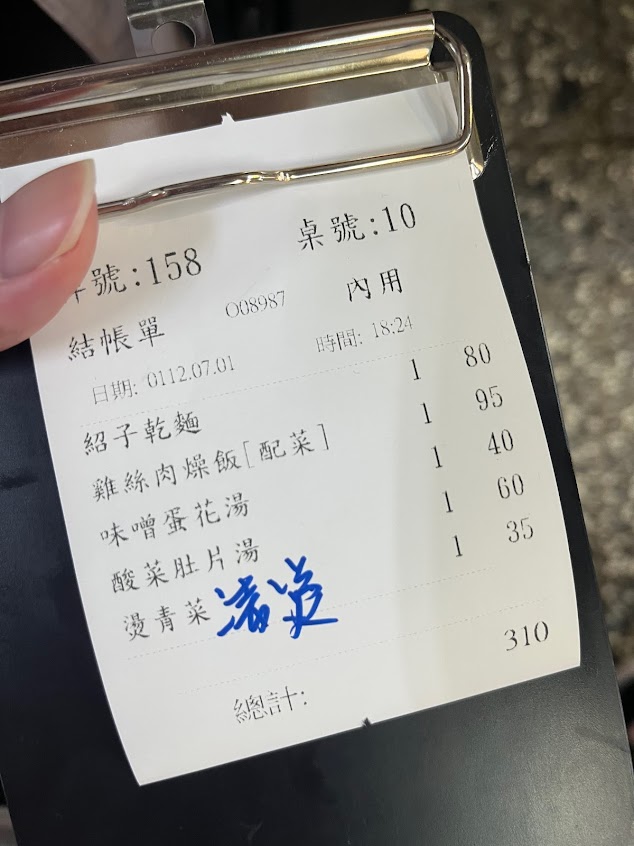 號:158 桌號:10
結帳單 O08987 內用
日期: 0112.07.01 時間: 18:24
紹子乾麵 1 80
雞絲肉燥飯[配菜] 1 95
味噌蛋花湯 1 40
酸菜肚片湯 1 60
燙青菜 1 35
310
總計: